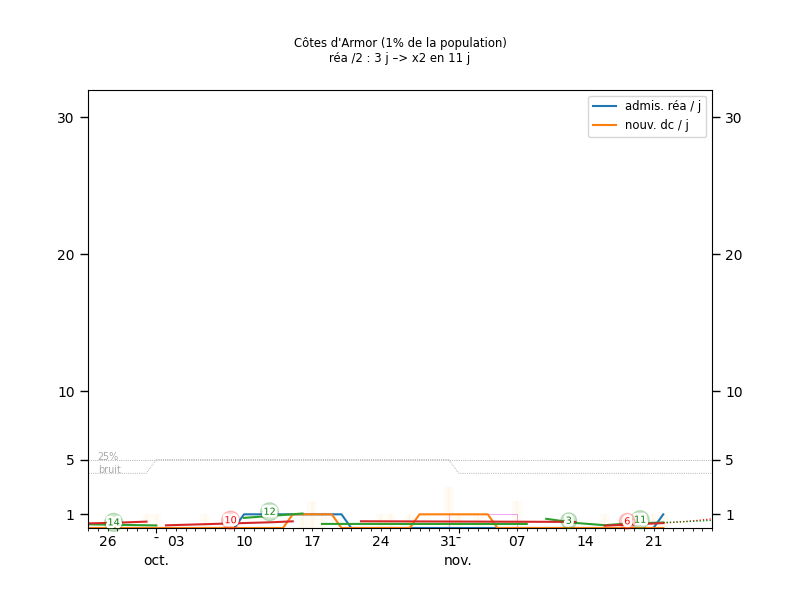 Côtes d'Armor (1% de la population)
réa /2 : 3 j –> x2 en 11 j
admis. réa / j
nouv. dc / j
30 30
20 20
10 10
25%
5 5
bruit
12
1 14 10 3 6 11 1
26 03 10 17 24 31 07 14 21
oct. nov.